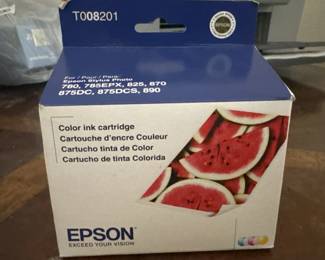 T008201
For / Pour / Para:
Epson Stylus Photo
780, 785EPX, 825, 870
875DC, 875DCS, 890
Color ink cartridge
Cartouche d'encre Couleur
Cartucho tinta de Color
Cartucho de tinta Colorida
EPSON
EXCEED YOUR VISION